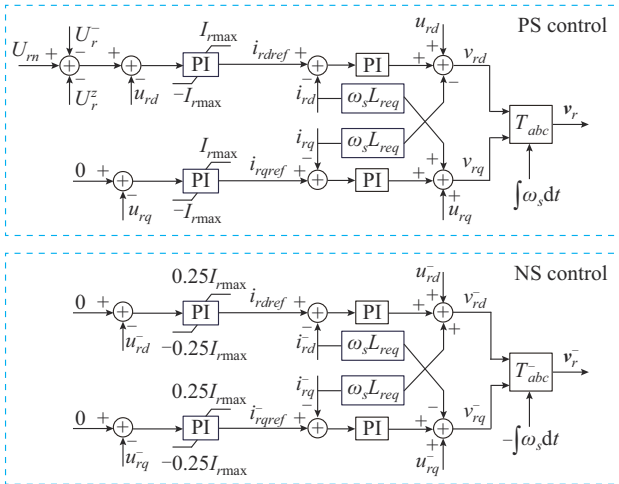 PS control
U_r^-
U_rn + − −
U_r^z
+ −
u_rd
I_rmax
PI
−I_rmax
i_rdref + −
i_rd
PI
u_rd
+ + −
v_rd
ω_s L_req
i_rq
ω_s L_req
T_abc
v_r
∫ω_s dt
0 + −
u_rq
I_rmax
PI
−I_rmax
i_rqref + −
PI
+ + +
v_rq
u_rq
NS control
0 + −
u_rd^-
0.25I_rmax
PI
−0.25I_rmax
i_rdref^- + −
i_rd^-
PI
u_rd^-
+ + +
v_rd^-
ω_s L_req
i_rq^-
ω_s L_req
T_abc^-
v_r^-
−∫ω_s dt
0 + −
u_rq^-
0.25I_rmax
PI
−0.25I_rmax
i_rqref^- + −
PI
+ − +
v_rq^-
u_rq^-